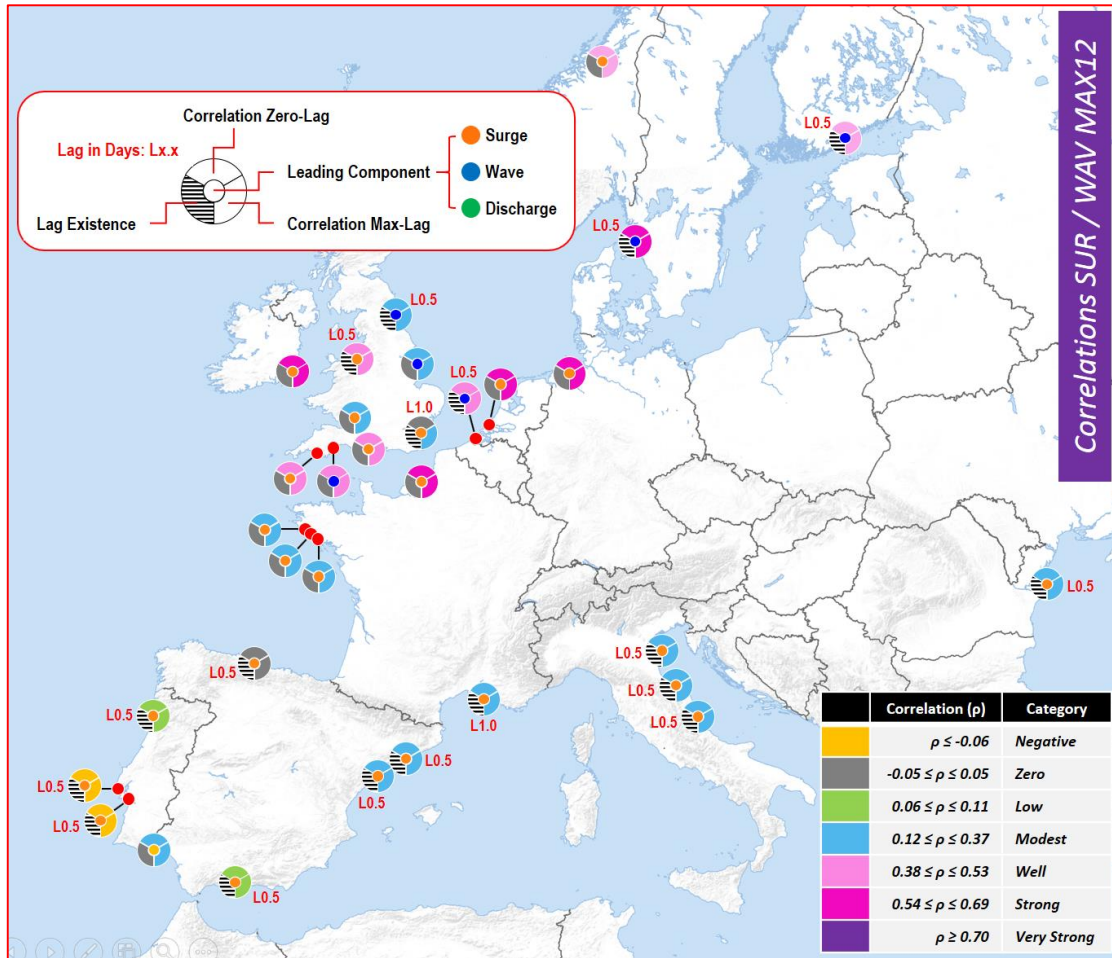 Correlations SUR / WAV MAX12
Correlation Zero-Lag
Lag in Days: Lx.x
Leading Component
Surge
Wave
Discharge
Lag Existence
Correlation Max-Lag
L0.5
L0.5
L0.5
L0.5
L0.5
L1.0
L0.5
L0.5
L0.5
L0.5
L0.5
L1.0
L0.5
L0.5
L0.5
L0.5
L0.5
L0.5
Correlation (ρ) Category
ρ ≤ -0.06 Negative
-0.05 ≤ ρ ≤ 0.05 Zero
0.06 ≤ ρ ≤ 0.11 Low
0.12 ≤ ρ ≤ 0.37 Modest
0.38 ≤ ρ ≤ 0.53 Well
0.54 ≤ ρ ≤ 0.69 Strong
ρ ≥ 0.70 Very Strong